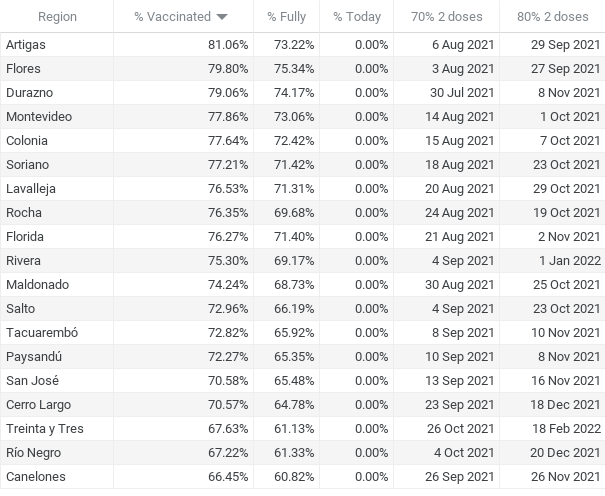 Region % Vaccinated % Fully % Today 70% 2 doses 80% 2 doses
Artigas 81.06% 73.22% 0.00% 6 Aug 2021 29 Sep 2021
Flores 79.80% 75.34% 0.00% 3 Aug 2021 27 Sep 2021
Durazno 79.06% 74.17% 0.00% 30 Jul 2021 8 Nov 2021
Montevideo 77.86% 73.06% 0.00% 14 Aug 2021 1 Oct 2021
Colonia 77.64% 72.42% 0.00% 15 Aug 2021 7 Oct 2021
Soriano 77.21% 71.42% 0.00% 18 Aug 2021 23 Oct 2021
Lavalleja 76.53% 71.31% 0.00% 20 Aug 2021 29 Oct 2021
Rocha 76.35% 69.68% 0.00% 24 Aug 2021 19 Oct 2021
Florida 76.27% 71.40% 0.00% 21 Aug 2021 2 Nov 2021
Rivera 75.30% 69.17% 0.00% 4 Sep 2021 1 Jan 2022
Maldonado 74.24% 68.73% 0.00% 30 Aug 2021 25 Oct 2021
Salto 72.96% 66.19% 0.00% 4 Sep 2021 23 Oct 2021
Tacuarembó 72.82% 65.92% 0.00% 8 Sep 2021 10 Nov 2021
Paysandú 72.27% 65.35% 0.00% 10 Sep 2021 8 Nov 2021
San José 70.58% 65.48% 0.00% 13 Sep 2021 16 Nov 2021
Cerro Largo 70.57% 64.78% 0.00% 23 Sep 2021 18 Dec 2021
Treinta y Tres 67.63% 61.13% 0.00% 26 Oct 2021 18 Feb 2022
Río Negro 67.22% 61.33% 0.00% 4 Oct 2021 20 Dec 2021
Canelones 66.45% 60.82% 0.00% 26 Sep 2021 26 Nov 2021